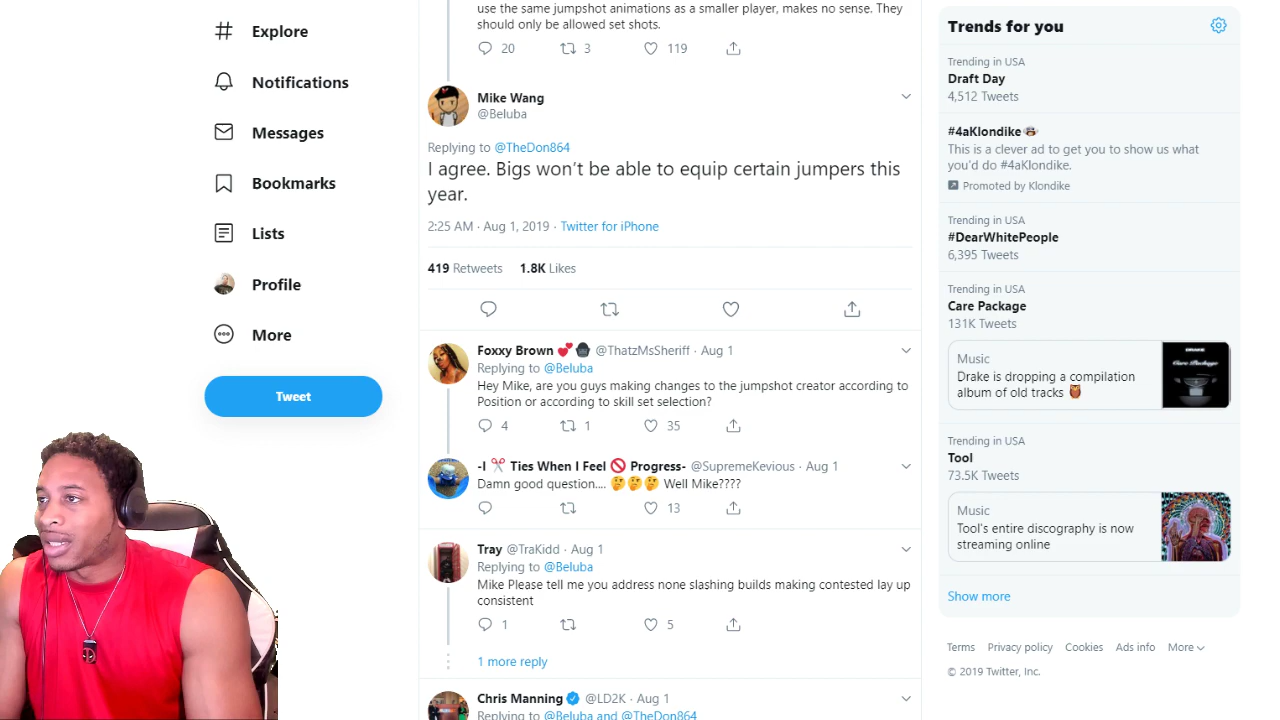 Explore
Notifications
Messages
Bookmarks
Lists
Profile
More
Tweet
use the same jumpshot animations as a smaller player, makes no sense. They
should only be allowed set shots.
20 3 119
Mike Wang
@Beluba
Replying to @TheDon864
I agree. Bigs won't be able to equip certain jumpers this
year.
2:25 AM · Aug 1, 2019 · Twitter for iPhone
419 Retweets 1.8K Likes
Foxxy Brown 💕 @ThatzMsSheriff · Aug 1
Replying to @Beluba
Hey Mike, are you guys making changes to the jumpshot creator according to
Position or according to skill set selection?
4 1 35
-I ✂️ Ties When I Feel 🚫 Progress- @SupremeKevious · Aug 1
Damn good question.... 🤔🤔🤔 Well Mike????
13
Tray @TraKidd · Aug 1
Replying to @Beluba
Mike Please tell me you address none slashing builds making contested lay up
consistent
1 5
1 more reply
Chris Manning @LD2K · Aug 1
Replying to @Beluba and @TheDon864
Trends for you
Trending in USA
Draft Day
4,512 Tweets
#4aKlondike
This is a clever ad to get you to show us what
you'd do #4aKlondike.
Promoted by Klondike
Trending in USA
#DearWhitePeople
6,395 Tweets
Trending in USA
Care Package
131K Tweets
Music
Drake is dropping a compilation
album of old tracks 🦉
DRAKE
Care Package
Trending in USA
Tool
73.5K Tweets
Music
Tool's entire discography is now
streaming online
Show more
Terms Privacy policy Cookies Ads info More
© 2019 Twitter, Inc.